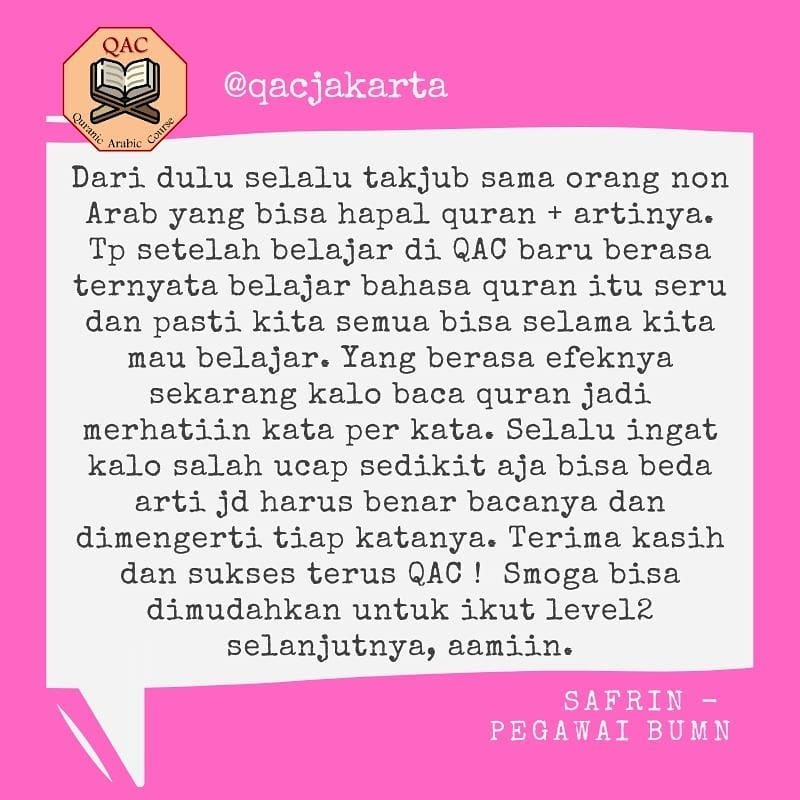 QAC
Quranic Arabic Course
@qacjakarta
Dari dulu selalu takjub sama orang non
Arab yang bisa hapal quran + artinya.
Tp setelah belajar di QAC baru berasa
ternyata belajar bahasa quran itu seru
dan pasti kita semua bisa selama kita
mau belajar. Yang berasa efeknya
sekarang kalo baca quran jadi
merhatiin kata per kata. Selalu ingat
kalo salah ucap sedikit aja bisa beda
arti jd harus benar bacanya dan
dimengerti tiap katanya. Terima kasih
dan sukses terus QAC ! Smoga bisa
dimudahkan untuk ikut level2
selanjutnya, aamiin.
SAFRIN -
PEGAWAI BUMN